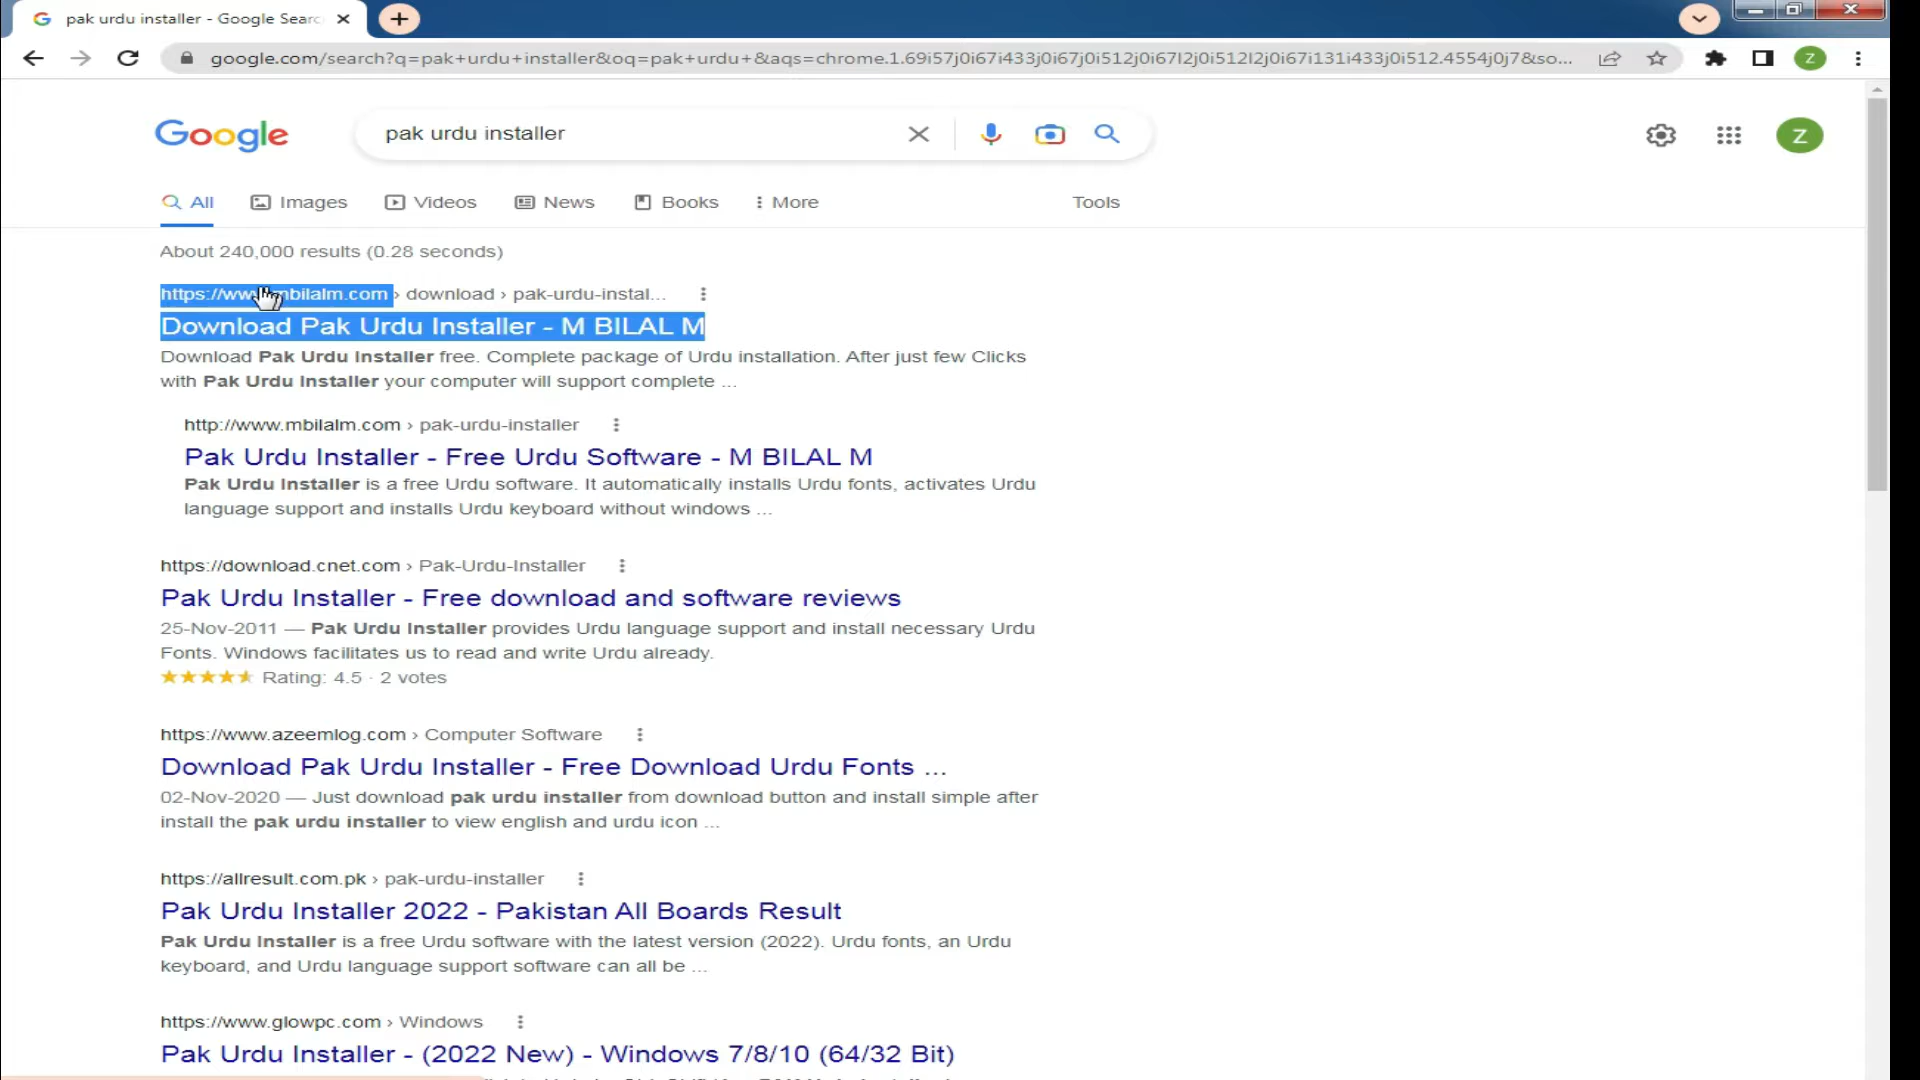 pak urdu installer - Google Searc
google.com/search?q=pak+urdu+installer&oq=pak+urdu+&aqs=chrome.1.69i57j0i67i433j0i67j0i512j0i67l2j0i512l2j0i67i131i433j0i512.4554j0j7&so...
Z
Google
pak urdu installer
Z
All Images Videos News Books More Tools
About 240,000 results (0.28 seconds)
https://www.mbilalm.com › download › pak-urdu-instal...
Download Pak Urdu Installer - M BILAL M
Download Pak Urdu Installer free. Complete package of Urdu installation. After just few Clicks
with Pak Urdu Installer your computer will support complete ...
http://www.mbilalm.com › pak-urdu-installer
Pak Urdu Installer - Free Urdu Software - M BILAL M
Pak Urdu Installer is a free Urdu software. It automatically installs Urdu fonts, activates Urdu
language support and installs Urdu keyboard without windows ...
https://download.cnet.com › Pak-Urdu-Installer
Pak Urdu Installer - Free download and software reviews
25-Nov-2011 — Pak Urdu Installer provides Urdu language support and install necessary Urdu
Fonts. Windows facilitates us to read and write Urdu already.
Rating: 4.5 · 2 votes
https://www.azeemlog.com › Computer Software
Download Pak Urdu Installer - Free Download Urdu Fonts ...
02-Nov-2020 — Just download pak urdu installer from download button and install simple after
install the pak urdu installer to view english and urdu icon ...
https://allresult.com.pk › pak-urdu-installer
Pak Urdu Installer 2022 - Pakistan All Boards Result
Pak Urdu Installer is a free Urdu software with the latest version (2022). Urdu fonts, an Urdu
keyboard, and Urdu language support software can all be ...
https://www.glowpc.com › Windows
Pak Urdu Installer - (2022 New) - Windows 7/8/10 (64/32 Bit)